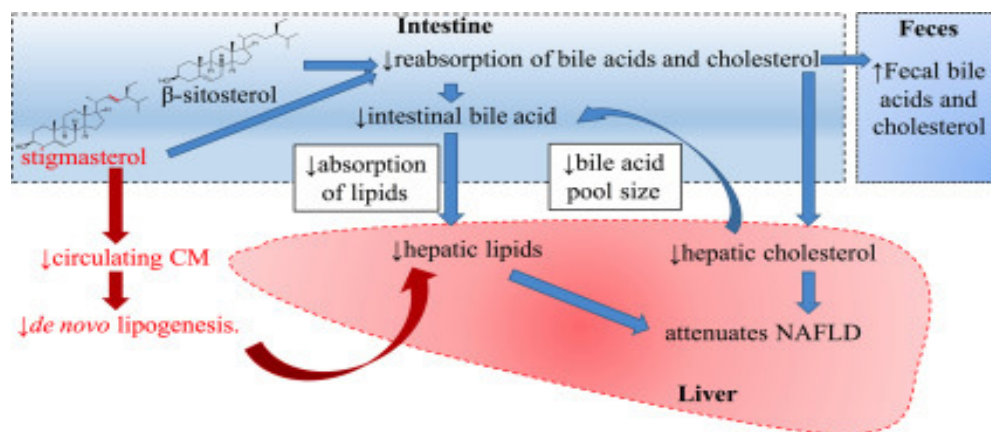 Intestine
Feces
β-sitosterol
↓reabsorption of bile acids and cholesterol
↑Fecal bile
acids and
cholesterol
stigmasterol
↓intestinal bile acid
↓absorption
of lipids
↓bile acid
pool size
↓circulating CM
↓hepatic lipids
↓hepatic cholesterol
↓de novo lipogenesis.
attenuates NAFLD
Liver